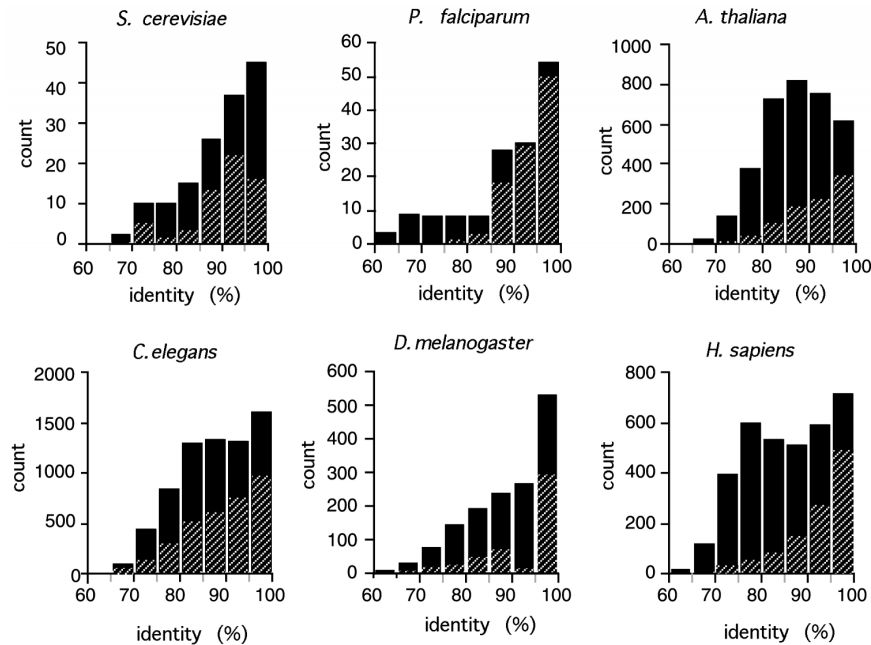 S. cerevisiae
50
40
30
20
10
0
count
60 70 80 90 100
identity (%)
P. falciparum
60
50
40
30
20
10
0
count
60 70 80 90 100
identity (%)
A. thaliana
1000
800
600
400
200
0
count
60 70 80 90 100
identity (%)
C. elegans
2000
1500
1000
500
0
count
60 70 80 90 100
identity (%)
D. melanogaster
600
500
400
300
200
100
0
count
60 70 80 90 100
identity (%)
H. sapiens
800
600
400
200
0
count
60 70 80 90 100
identity (%)